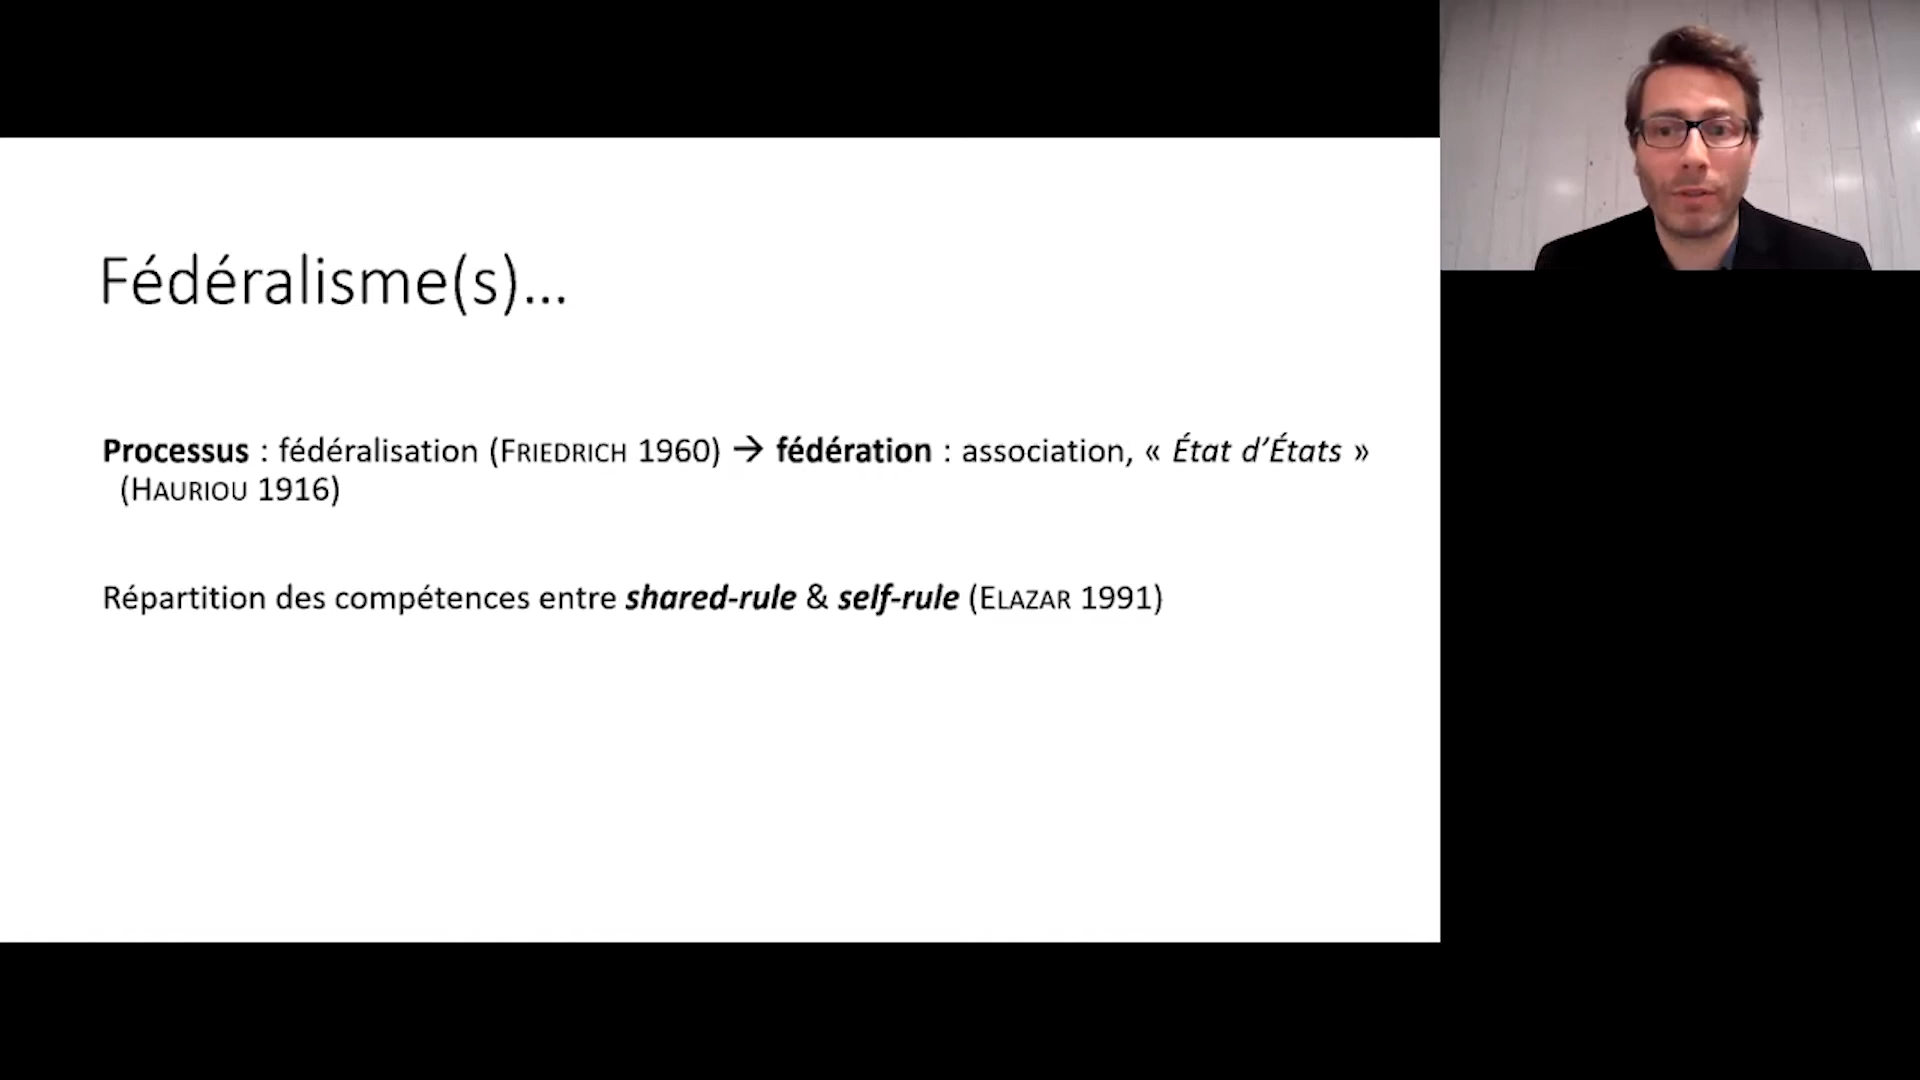 Fédéralisme(s)...
Processus : fédéralisation (FRIEDRICH 1960) → fédération : association, « État d’États »
(HAURIOU 1916)
Répartition des compétences entre shared-rule & self-rule (ELAZAR 1991)